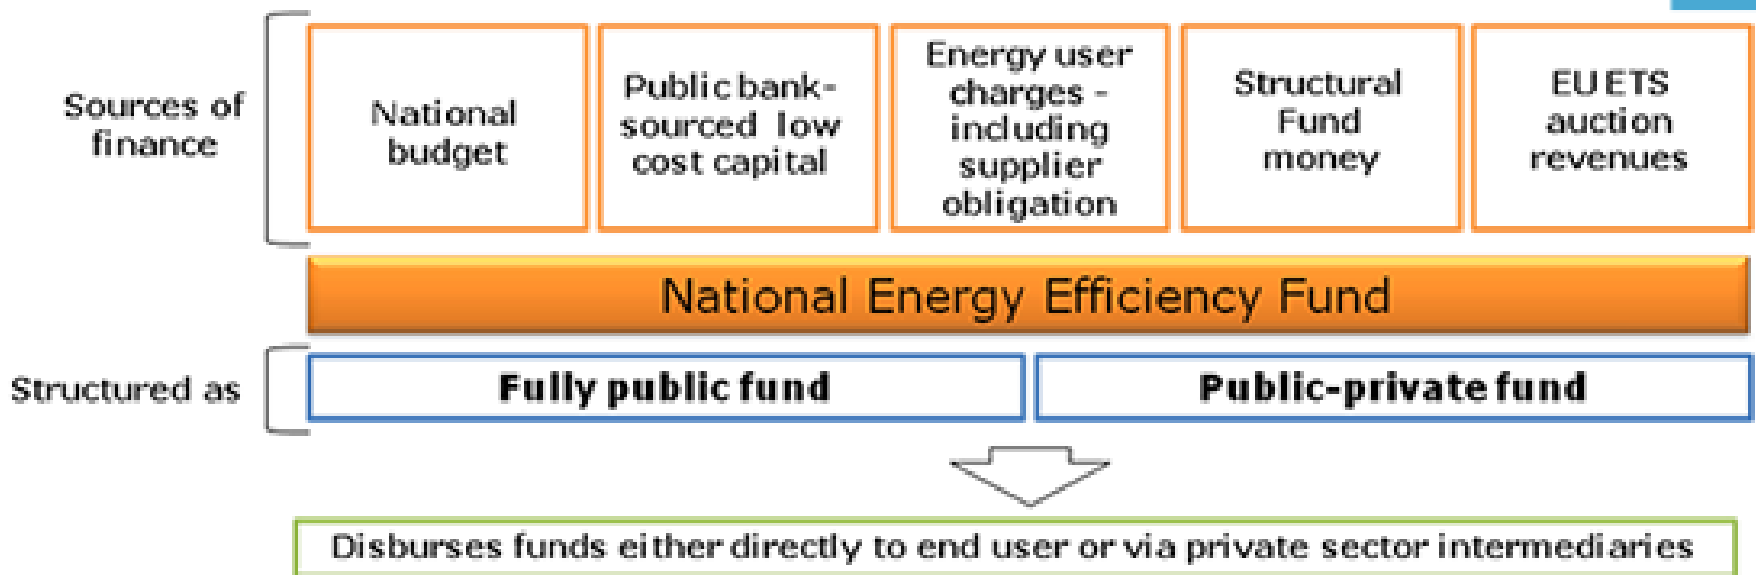 Sources of
finance
National
budget
Public bank-
sourced low
cost capital
Energy user
charges -
including
supplier
obligation
Structural
Fund
money
EU ETS
auction
revenues
National Energy Efficiency Fund
Structured as
Fully public fund
Public-private fund
Disburses funds either directly to end user or via private sector intermediaries